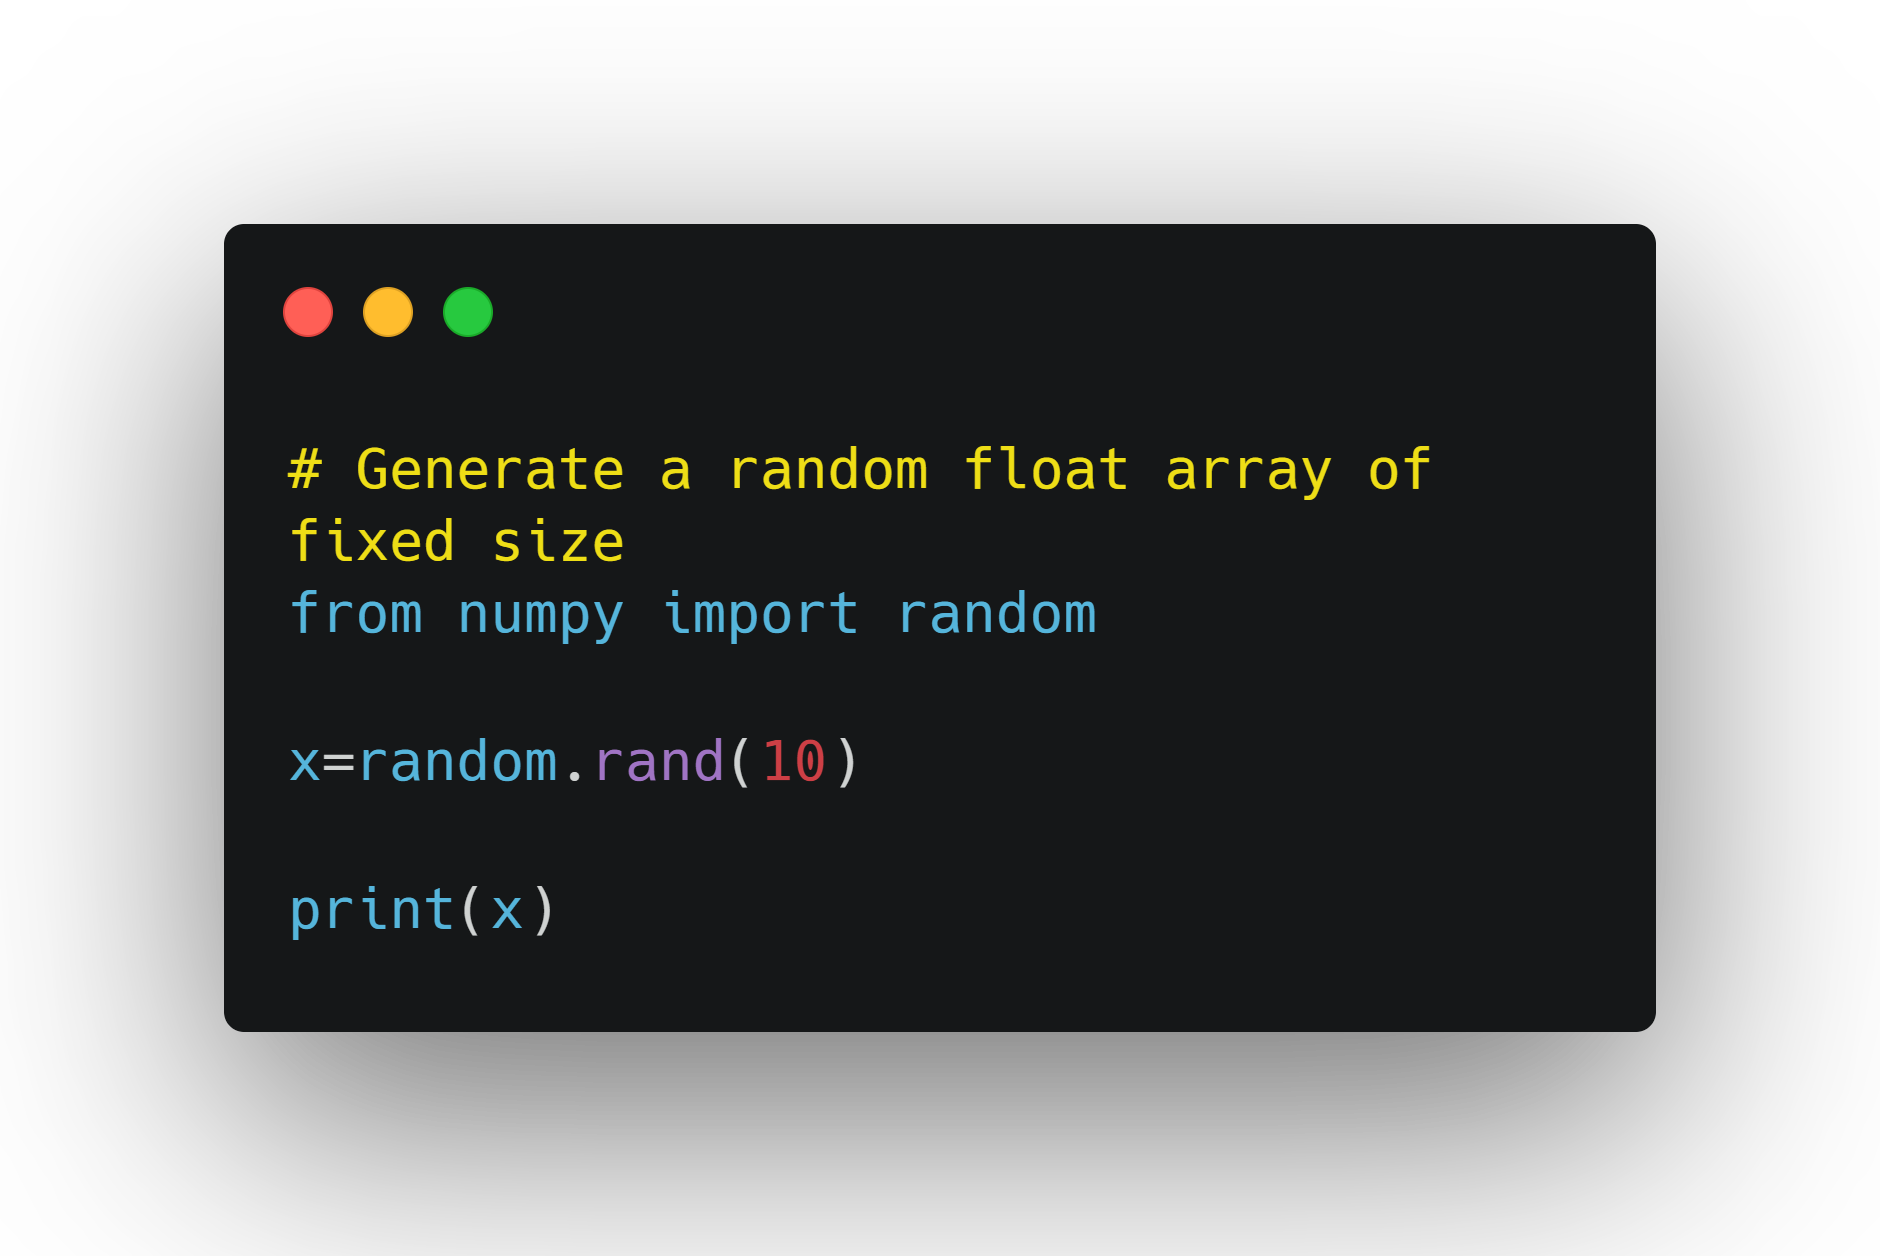 # Generate a random float array of
fixed size
from numpy import random
x=random.rand(10)
print(x)